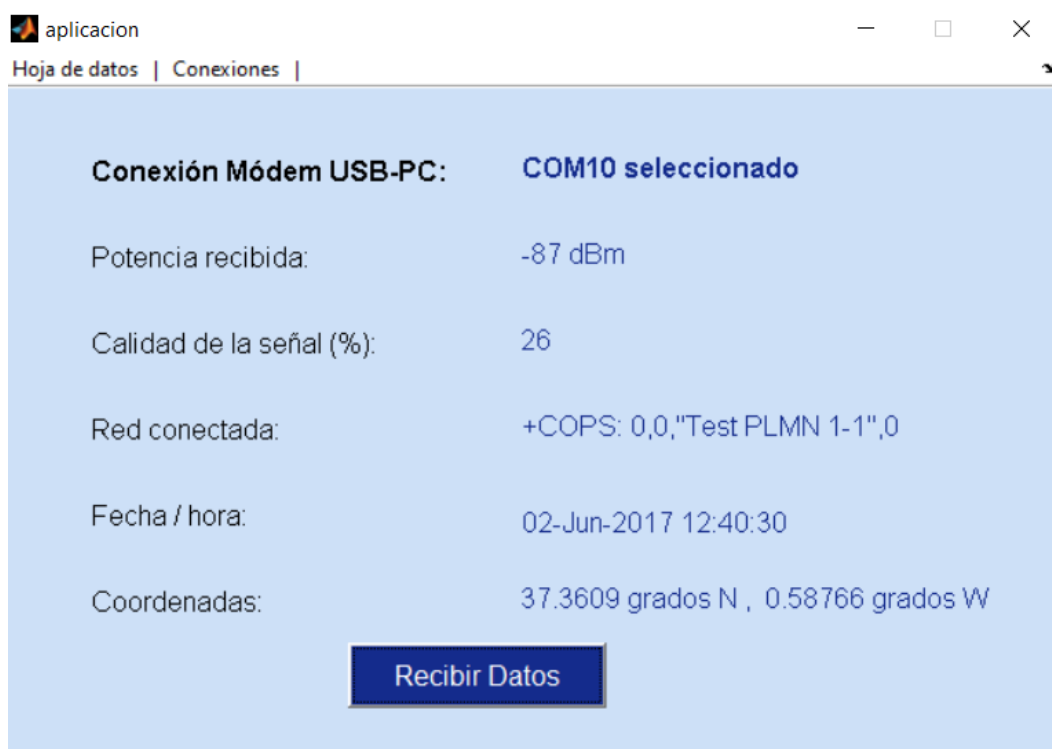 aplicacion
Hoja de datos | Conexiones |
Conexión Módem USB-PC: COM10 seleccionado
Potencia recibida: -87 dBm
Calidad de la señal (%): 26
Red conectada: +COPS: 0,0,"Test PLMN 1-1",0
Fecha / hora: 02-Jun-2017 12:40:30
Coordenadas: 37.3609 grados N , 0.58766 grados W
Recibir Datos